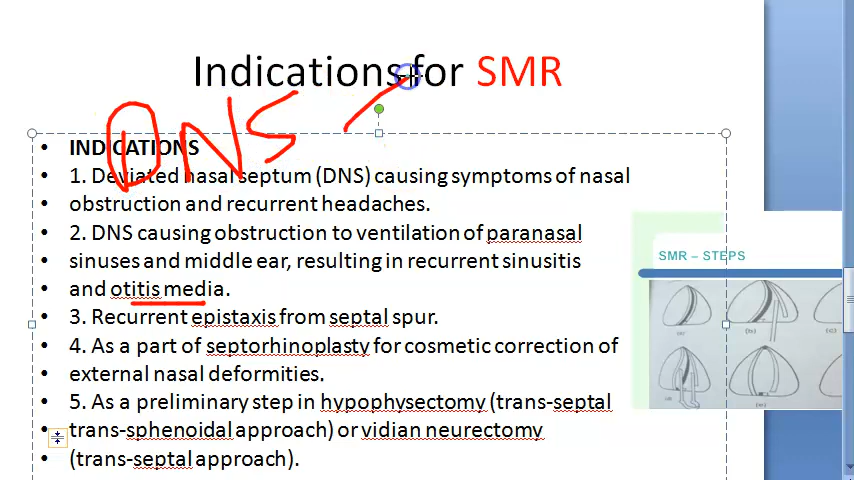 Indications for SMR
DNS
INDICATIONS
1. Deviated nasal septum (DNS) causing symptoms of nasal
obstruction and recurrent headaches.
2. DNS causing obstruction to ventilation of paranasal
sinuses and middle ear, resulting in recurrent sinusitis
and otitis media.
3. Recurrent epistaxis from septal spur.
4. As a part of septorhinoplasty for cosmetic correction of
external nasal deformities.
5. As a preliminary step in hypophysectomy (trans-septal
trans-sphenoidal approach) or vidian neurectomy
(trans-septal approach).
SMR – STEPS